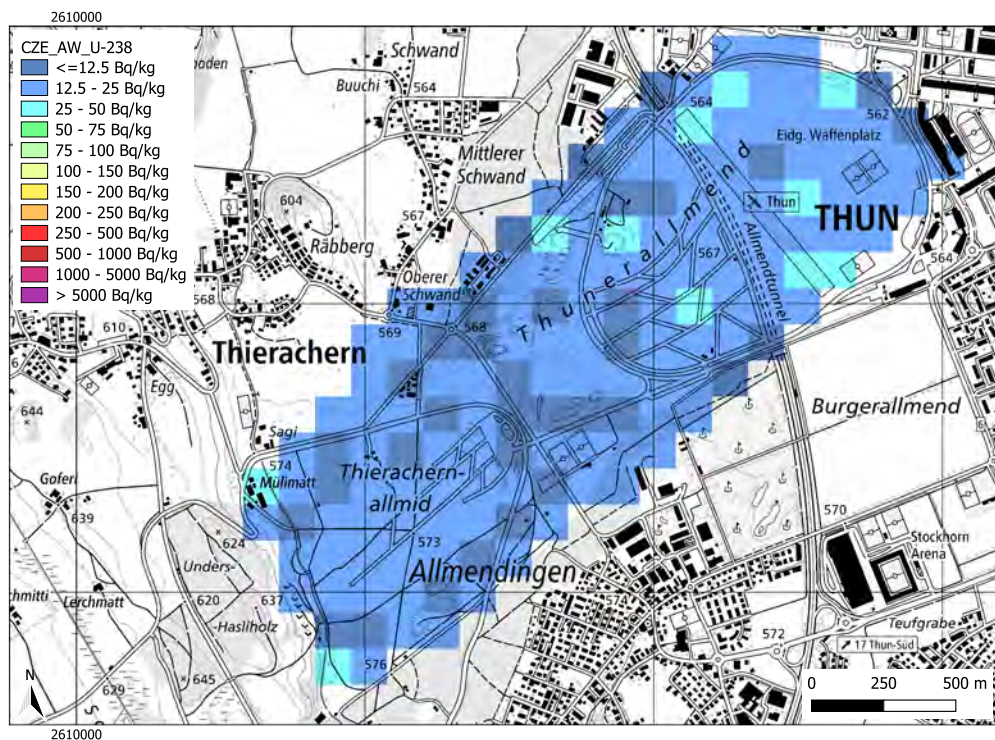 2610000
CZE_AW_U-238
<=12.5 Bq/kg
12.5 - 25 Bq/kg
25 - 50 Bq/kg
50 - 75 Bq/kg
75 - 100 Bq/kg
100 - 150 Bq/kg
150 - 200 Bq/kg
200 - 250 Bq/kg
250 - 500 Bq/kg
500 - 1000 Bq/kg
1000 - 5000 Bq/kg
> 5000 Bq/kg
Schwand
Buuchi
564
564
562
Eidg. Waffenplatz
Mittlerer
Schwand
604
567
Thun
THUN
Räbberg
Oberer
Schwand
Thunerallmend
567
Allmendtunnel
564
568
569
568
610
Thierachern
Egg
644
Burgerallmend
Sagi
574
Mülimatt
Thierachern-
allmid
Goferi
639
624
573
570
Stockhorn
Arena
Unders-
Allmendingen
Lerchmatt
620
637
-Hasliholz
Teufgrabe
572
17 Thun-Süd
576
645
629
N
0 250 500 m
2610000